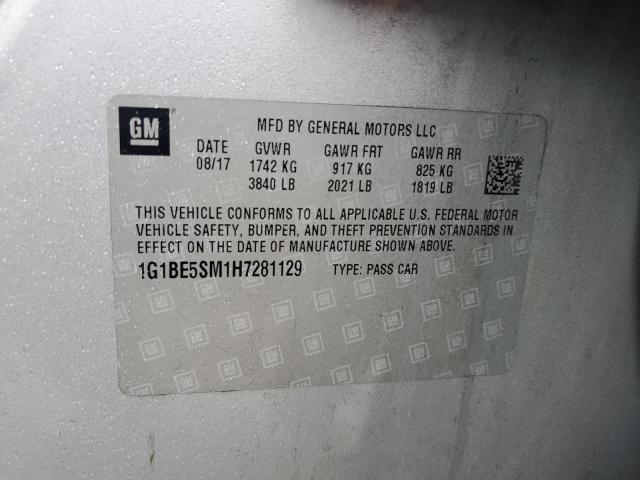 GM
MFD BY GENERAL MOTORS LLC
DATE GVWR GAWR FRT GAWR RR
08/17 1742 KG 917 KG 825 KG
3840 LB 2021 LB 1819 LB
THIS VEHICLE CONFORMS TO ALL APPLICABLE U.S. FEDERAL MOTOR
VEHICLE SAFETY, BUMPER, AND THEFT PREVENTION STANDARDS IN
EFFECT ON THE DATE OF MANUFACTURE SHOWN ABOVE.
1G1BE5SM1H7281129 TYPE: PASS CAR